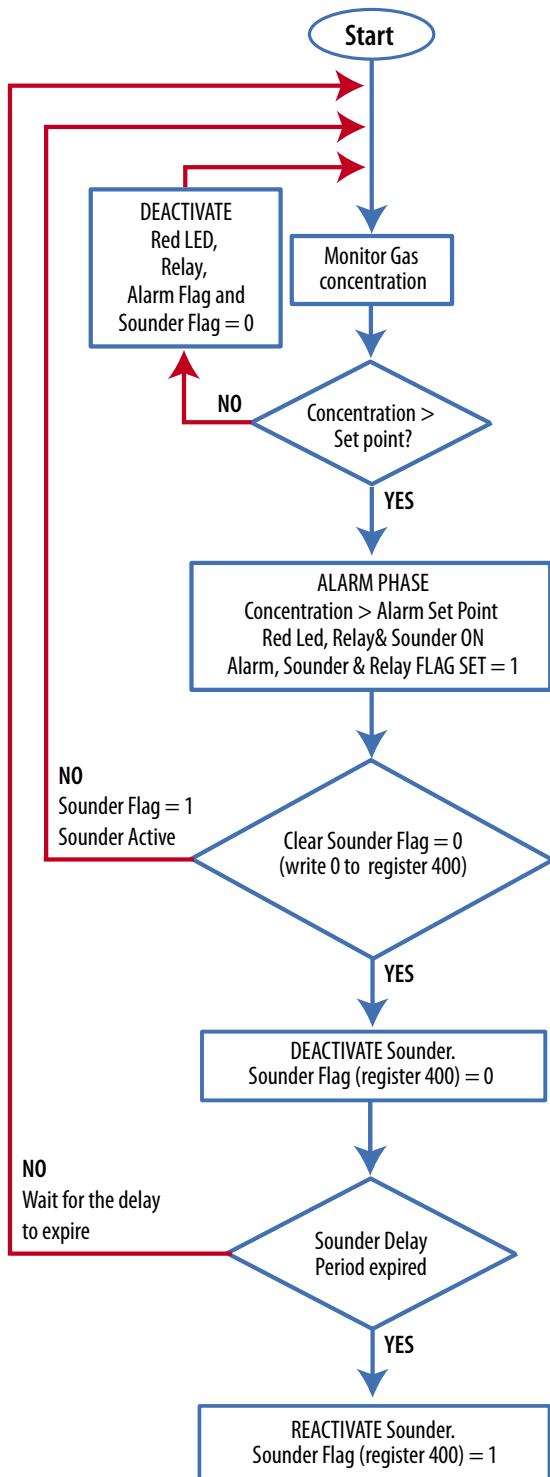 Start
DEACTIVATE
Red LED,
Relay,
Alarm Flag and
Sounder Flag = 0
Monitor Gas
concentration
NO
Concentration >
Set point?
YES
ALARM PHASE
Concentration > Alarm Set Point
Red Led, Relay& Sounder ON
Alarm, Sounder & Relay FLAG SET = 1
NO
Sounder Flag = 1
Sounder Active
Clear Sounder Flag = 0
(write 0 to register 400)
YES
DEACTIVATE Sounder.
Sounder Flag (register 400) = 0
NO
Wait for the delay
to expire
Sounder Delay
Period expired
YES
REACTIVATE Sounder.
Sounder Flag (register 400) = 1